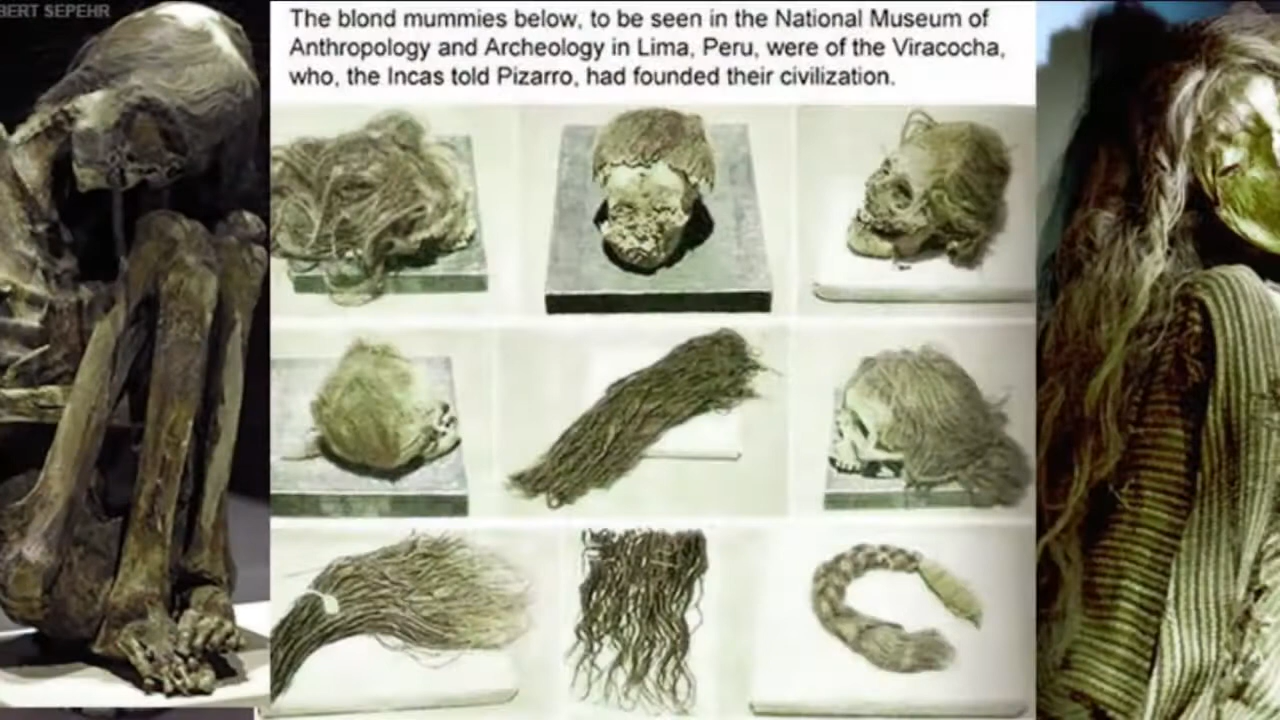 BERT SEPEHR
The blond mummies below, to be seen in the National Museum of
Anthropology and Archeology in Lima, Peru, were of the Viracocha,
who, the Incas told Pizarro, had founded their civilization.